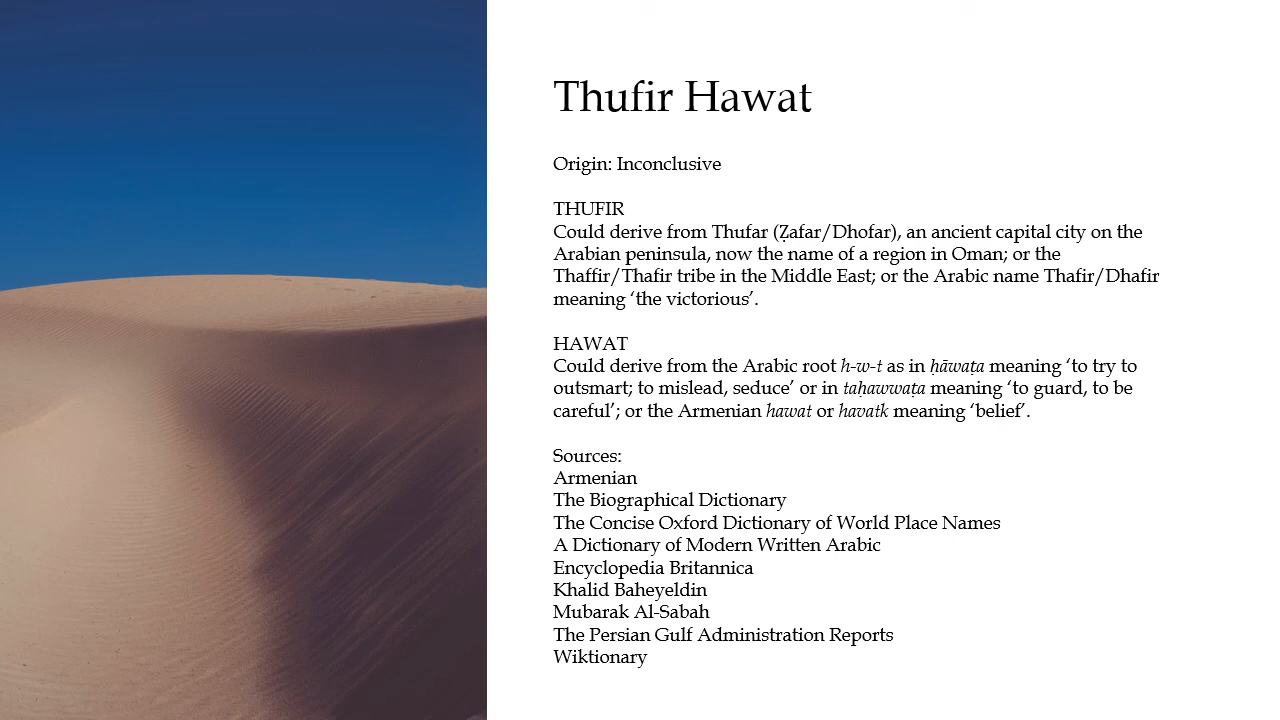 Thufir Hawat
Origin: Inconclusive
THUFIR
Could derive from Thufar (Ẓafar/Dhofar), an ancient capital city on the
Arabian peninsula, now the name of a region in Oman; or the
Thaffir/Thafir tribe in the Middle East; or the Arabic name Thafir/Dhafir
meaning ‘the victorious’.
HAWAT
Could derive from the Arabic root h-w-t as in ḥāwaṭa meaning ‘to try to
outsmart; to mislead, seduce’ or in taḥawwaṭa meaning ‘to guard, to be
careful’; or the Armenian hawat or havatk meaning ‘belief’.
Sources:
Armenian
The Biographical Dictionary
The Concise Oxford Dictionary of World Place Names
A Dictionary of Modern Written Arabic
Encyclopedia Britannica
Khalid Baheyeldin
Mubarak Al-Sabah
The Persian Gulf Administration Reports
Wiktionary